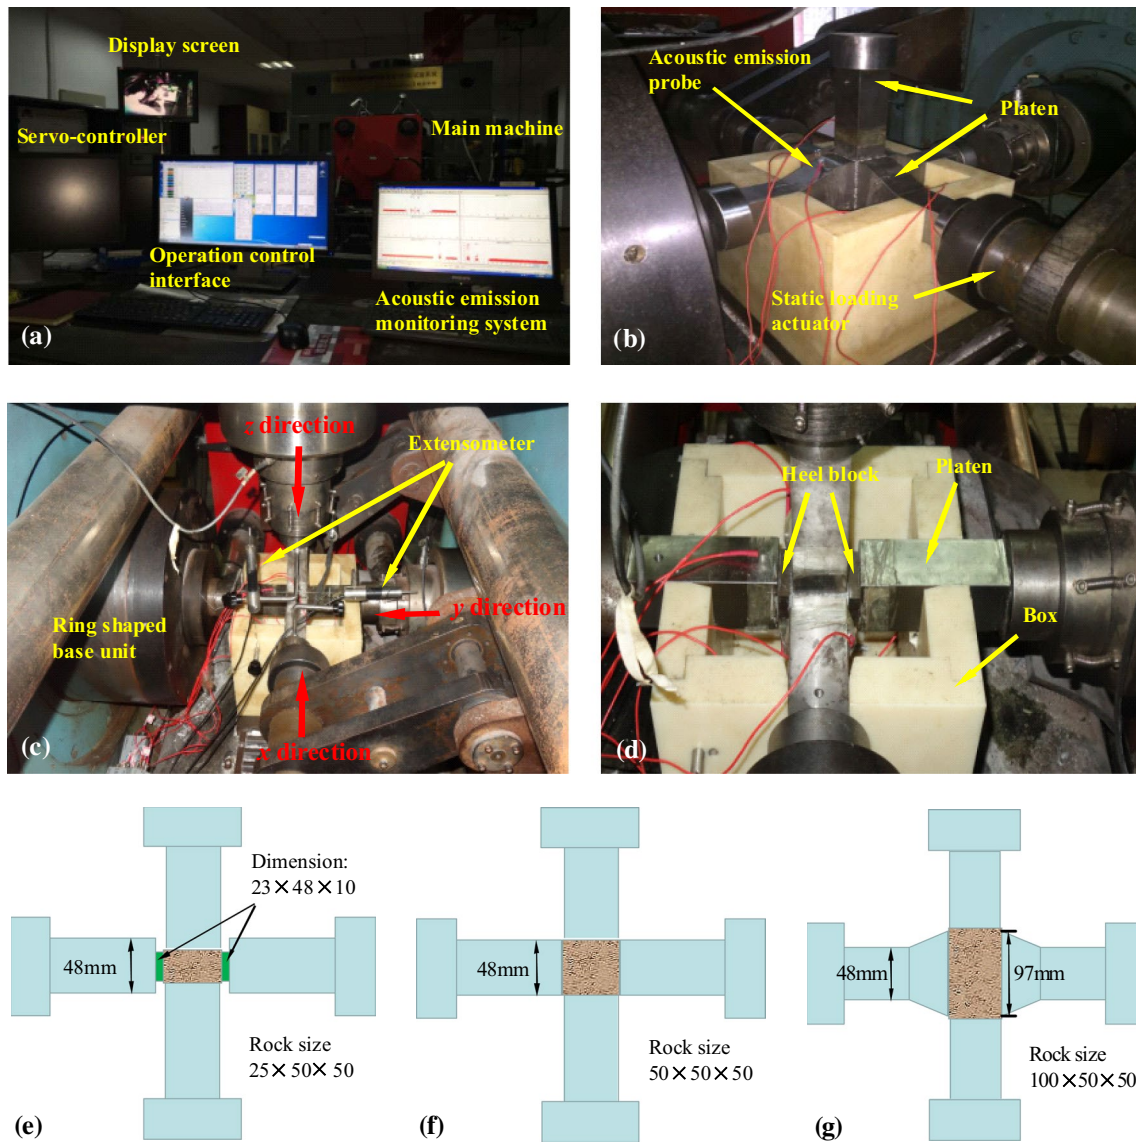 Display screen
Servo-controller
Main machine
Operation control
interface
Acoustic emission
monitoring system
(a)
Acoustic emission
probe
Platen
Static loading
actuator
(b)
z direction
Extensometer
y direction
Ring shaped
base unit
x direction
(c)
Heel block
Platen
Box
(d)
Dimension:
23×48×10
48mm
Rock size
25×50×50
(e)
48mm
Rock size
50×50×50
(f)
48mm
97mm
Rock size
100×50×50
(g)